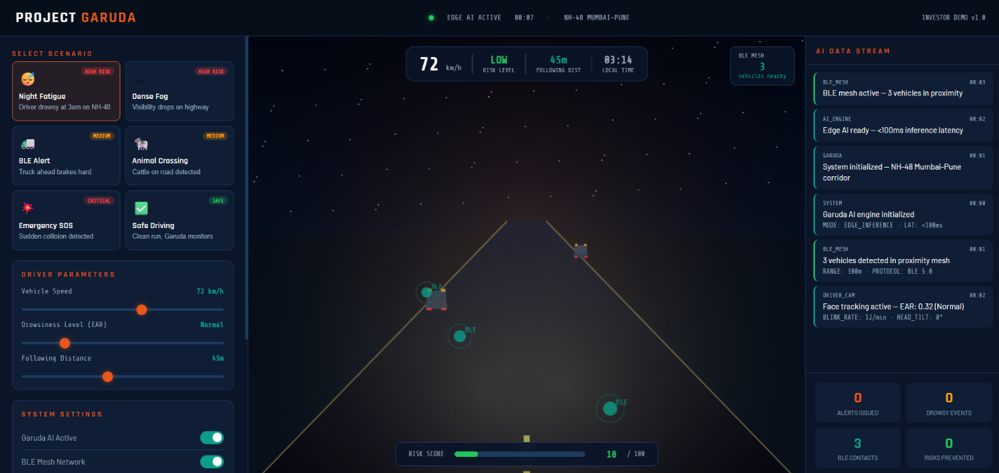 PROJECT GARUDA
EDGE AI ACTIVE 00:07 · NH-48 MUMBAI-PUNE
INVESTOR DEMO v1.0
SELECT SCENARIO
HIGH RISK
Night Fatigue
Driver drowsy at 3am on NH-48
HIGH RISK
Dense Fog
Visibility drops on highway
MEDIUM
BLE Alert
Truck ahead brakes hard
MEDIUM
Animal Crossing
Cattle on road detected
CRITICAL
Emergency SOS
Sudden collision detected
SAFE
Safe Driving
Clean run, Garuda monitors
DRIVER PARAMETERS
Vehicle Speed 72 km/h
Drowsiness Level (EAR) Normal
Following Distance 45m
SYSTEM SETTINGS
Garuda AI Active
BLE Mesh Network
72 km/h
LOW
RISK LEVEL
45m
FOLLOWING DIST
03:14
LOCAL TIME
BLE MESH
3
vehicles nearby
BLE
BLE
BLE
RISK SCORE 18 / 100
AI DATA STREAM
BLE_MESH 00:03
BLE mesh active — 3 vehicles in proximity
AI_ENGINE 00:02
Edge AI ready — <100ms inference latency
GARUDA 00:01
System initialized — NH-48 Mumbai-Pune
corridor
SYSTEM 00:00
Garuda AI engine initialized
MODE: EDGE_INFERENCE · LAT: <100ms
BLE_MESH 00:01
3 vehicles detected in proximity mesh
RANGE: 300m · PROTOCOL: BLE 5.0
DRIVER_CAM 00:02
Face tracking active — EAR: 0.32 (Normal)
BLINK_RATE: 12/min · HEAD_TILT: 0°
0
ALERTS ISSUED
0
DROWSY EVENTS
3
BLE CONTACTS
0
RISKS PREVENTED